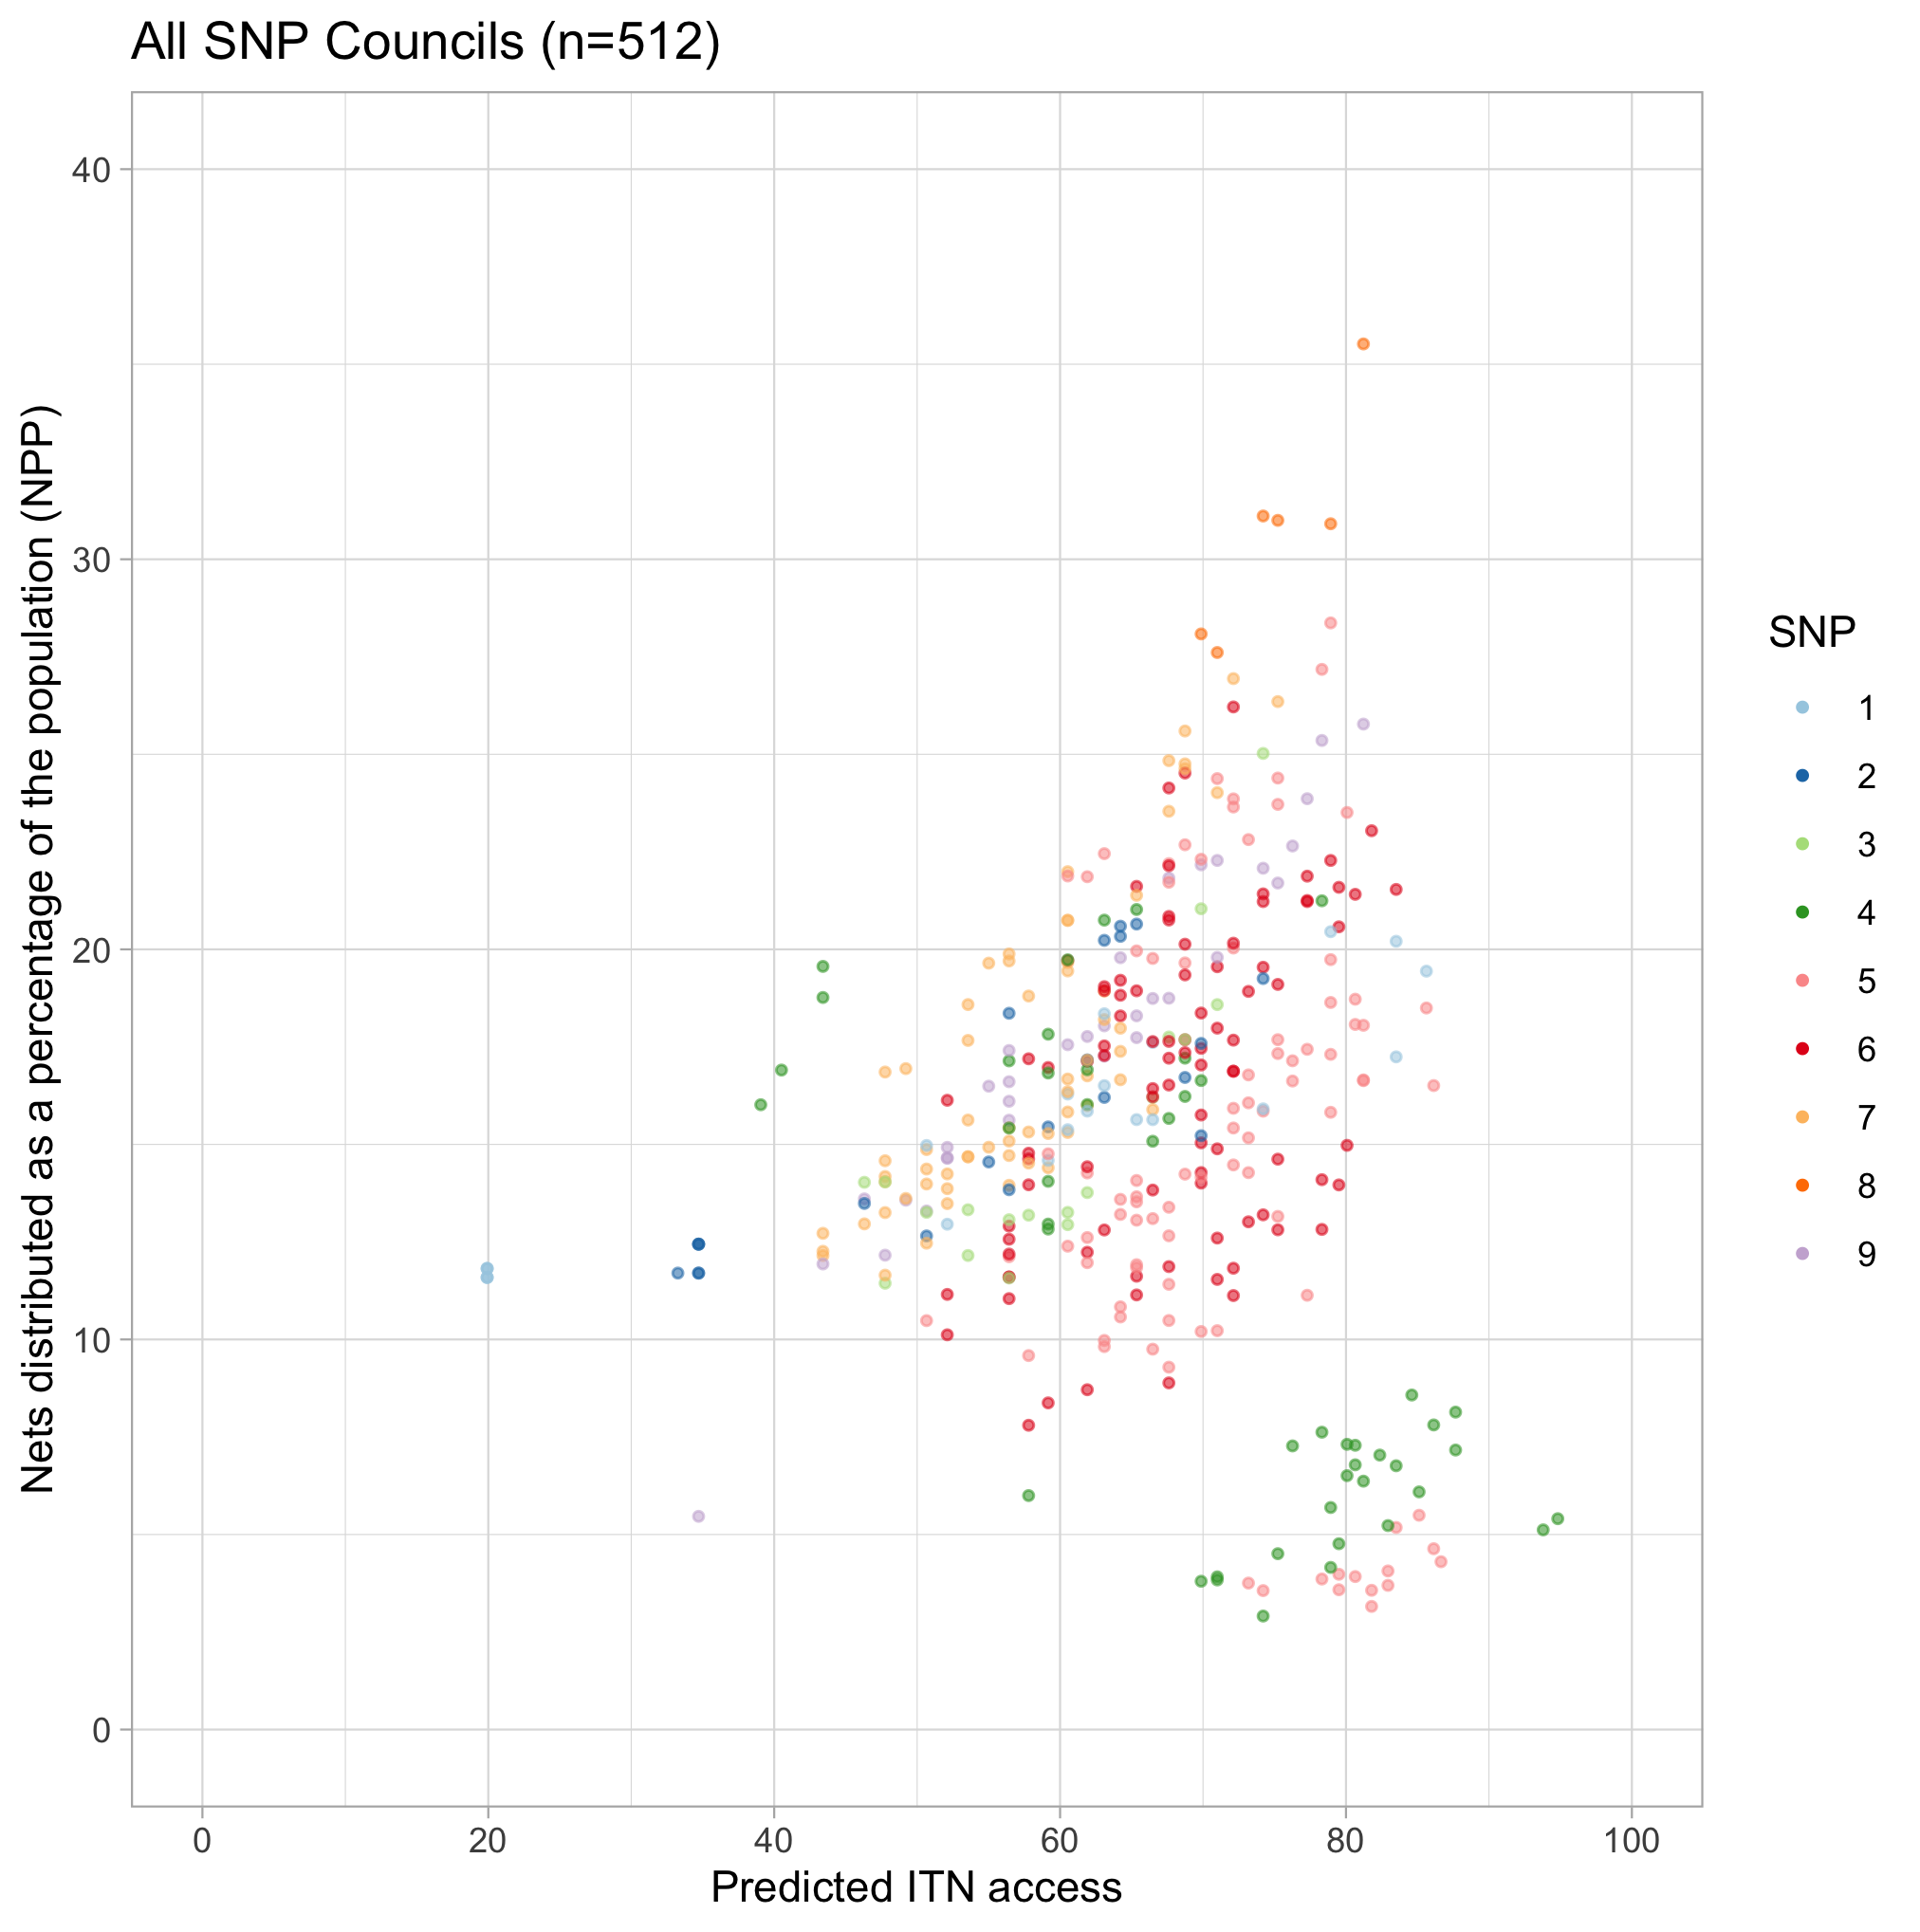 All SNP Councils (n=512)
Nets distributed as a percentage of the population (NPP)
40
30
20
10
0
0 20 40 60 80 100
Predicted ITN access
SNP
1
2
3
4
5
6
7
8
9